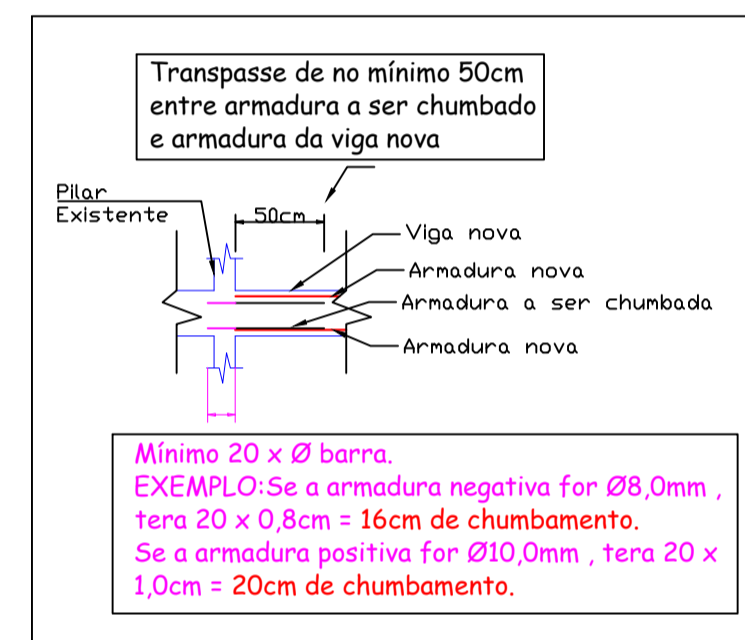 Transpasse de no mínimo 50cm
entre armadura a ser chumbado
e armadura da viga nova
Pilar
Existente
50cm
Viga nova
Armadura nova
Armadura a ser chumbada
Armadura nova
Mínimo 20 x Ø barra.
EXEMPLO:Se a armadura negativa for Ø8,0mm ,
tera 20 x 0,8cm = 16cm de chumbamento.
Se a armadura positiva for Ø10,0mm , tera 20 x
1,0cm = 20cm de chumbamento.